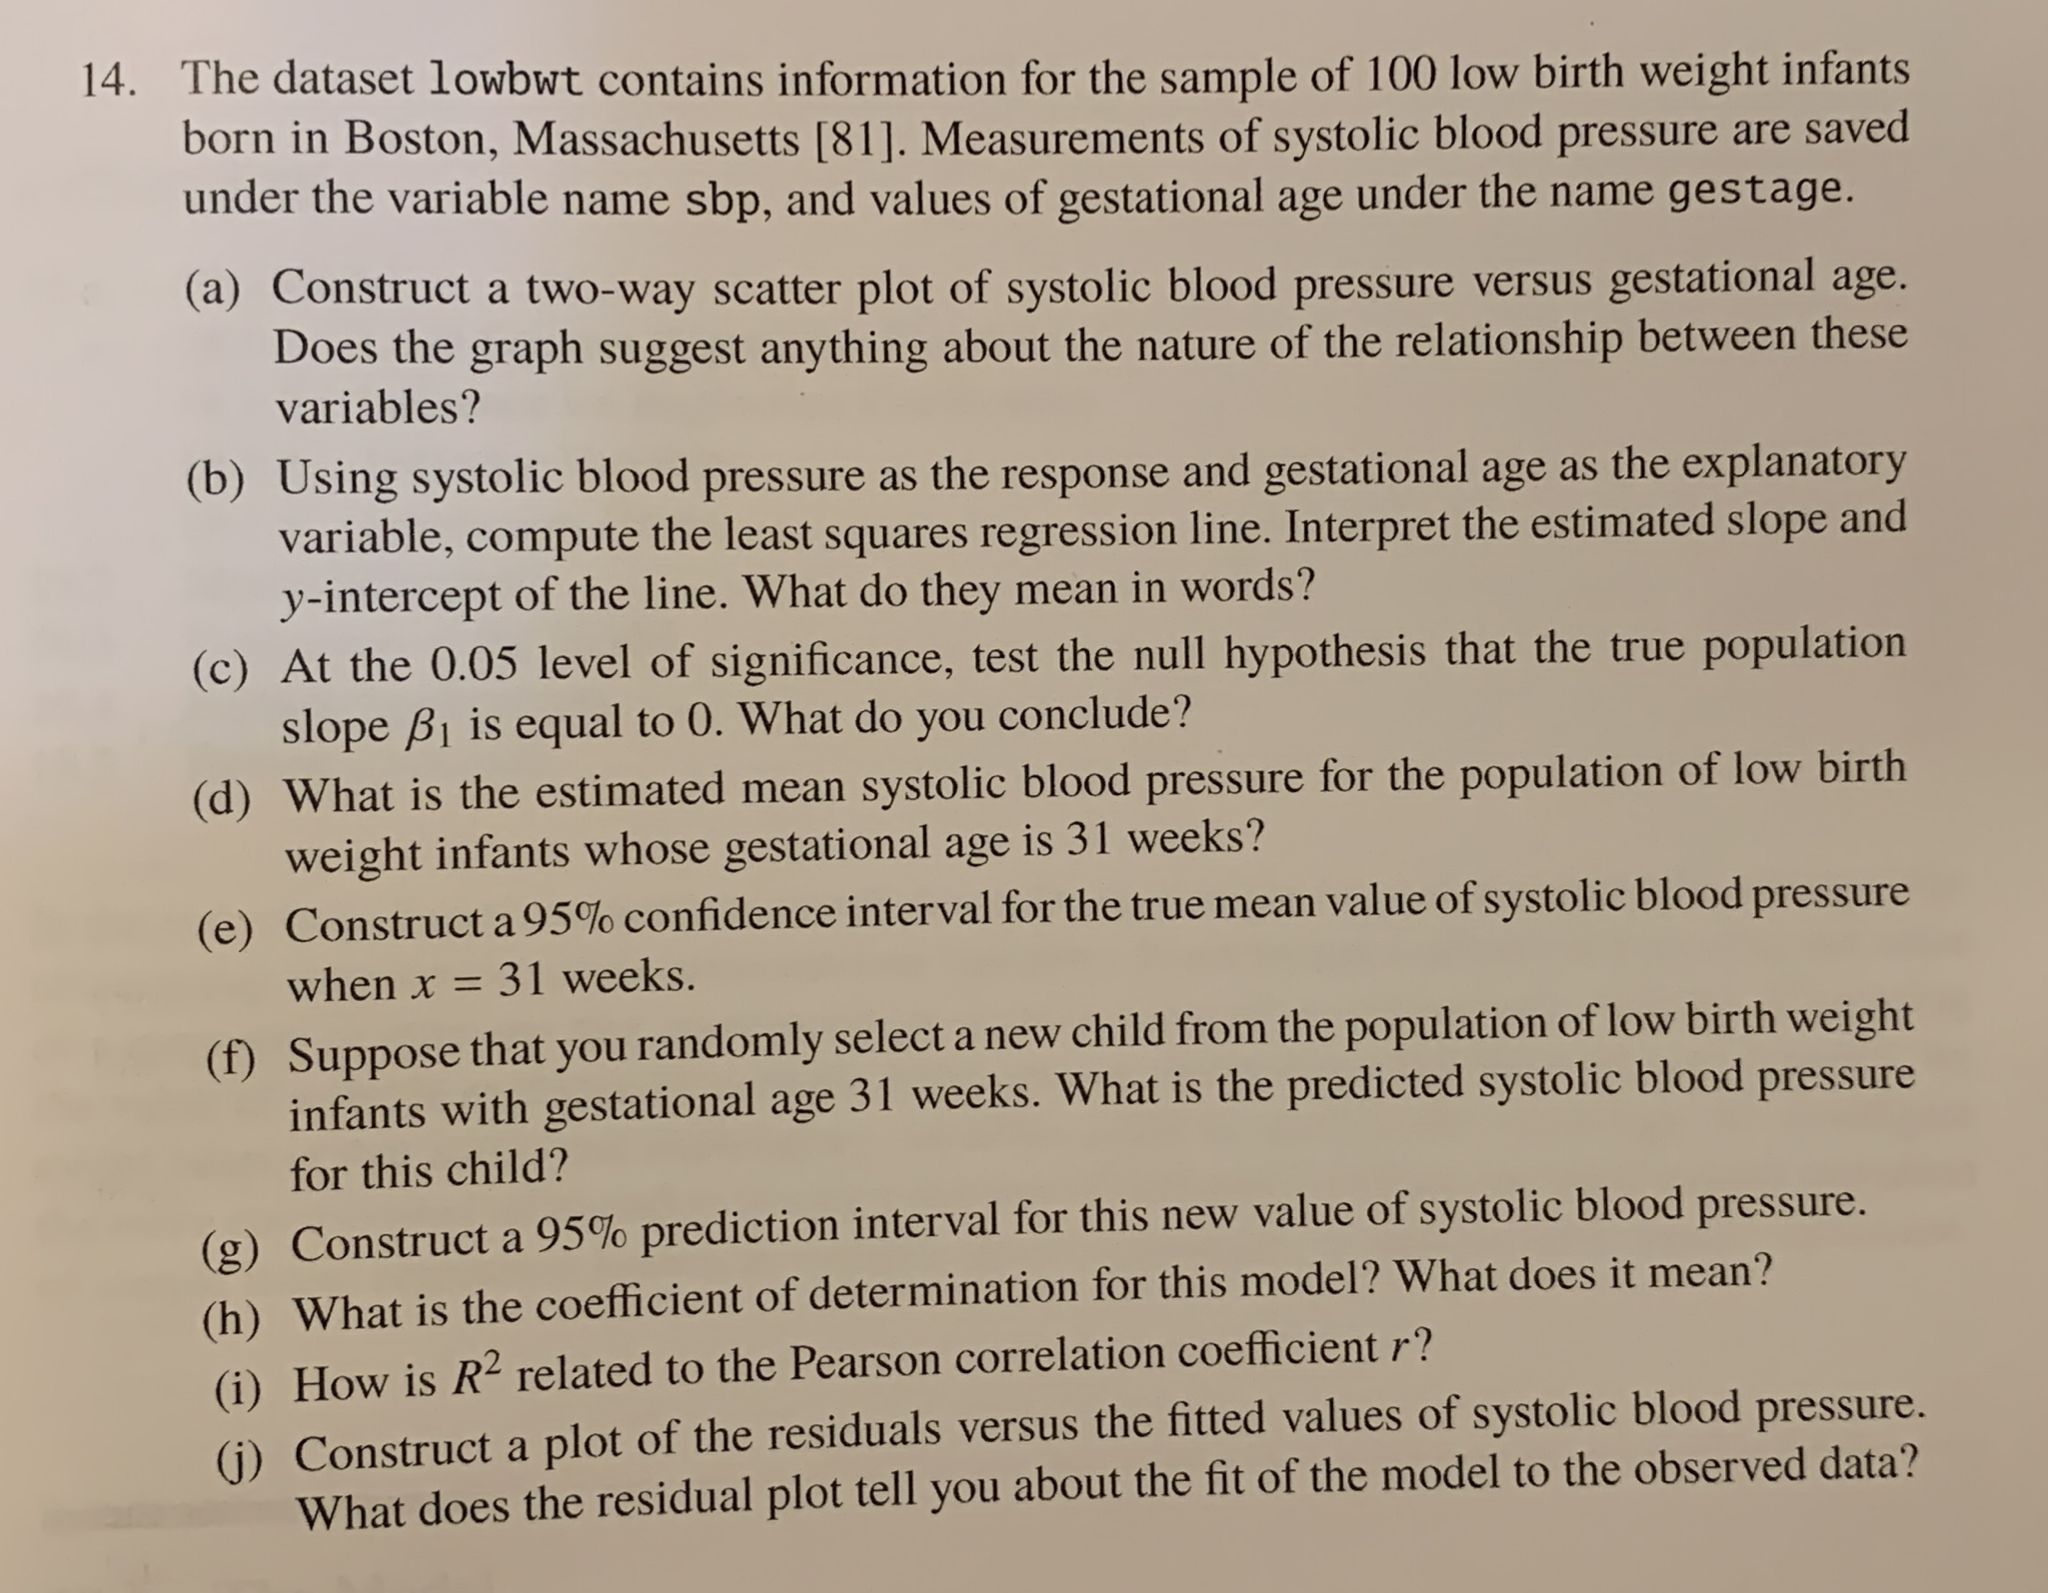 14. The dataset lowbwt contains information for the sample of 100 low birth weight infants
born in Boston, Massachusetts [81]. Measurements of systolic blood pressure are saved
under the variable name sbp, and values of gestational age under the name gestage.
(a) Construct a two-way scatter plot of systolic blood pressure versus gestational age.
Does the graph suggest anything about the nature of the relationship between these
variables?
(b) Using systolic blood pressure as the response and gestational age as the explanatory
variable, compute the least squares regression line. Interpret the estimated slope and
y-intercept of the line. What do they mean in words?
(c) At the 0.05 level of significance, test the null hypothesis that the true population
slope β₁ is equal to 0. What do you conclude?
(d) What is the estimated mean systolic blood pressure for the population of low birth
weight infants whose gestational age is 31 weeks?
(e) Construct a 95% confidence interval for the true mean value of systolic blood pressure
when x = 31 weeks.
(f) Suppose that you randomly select a new child from the population of low birth weight
infants with gestational age 31 weeks. What is the predicted systolic blood pressure
for this child?
(g) Construct a 95% prediction interval for this new value of systolic blood pressure.
(h) What is the coefficient of determination for this model? What does it mean?
(i) How is R² related to the Pearson correlation coefficient r?
(j) Construct a plot of the residuals versus the fitted values of systolic blood pressure.
What does the residual plot tell you about the fit of the model to the observed data?